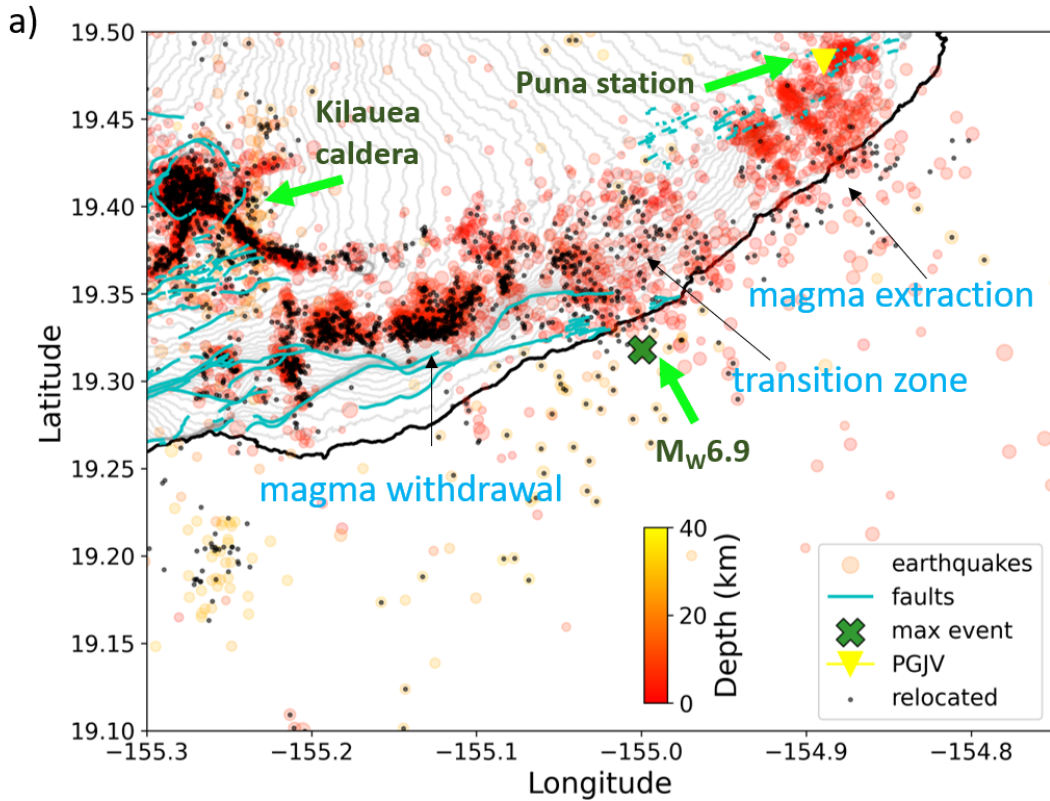 a)
19.50
19.45
19.40
19.35
19.30
19.25
19.20
19.15
19.10
Latitude
Puna station
Kilauea
caldera
magma extraction
transition zone
Mw6.9
magma withdrawal
40
20
0
Depth (km)
earthquakes
faults
max event
PGJV
relocated
−155.3
−155.2
−155.1
−155.0
−154.9
−154.8
Longitude